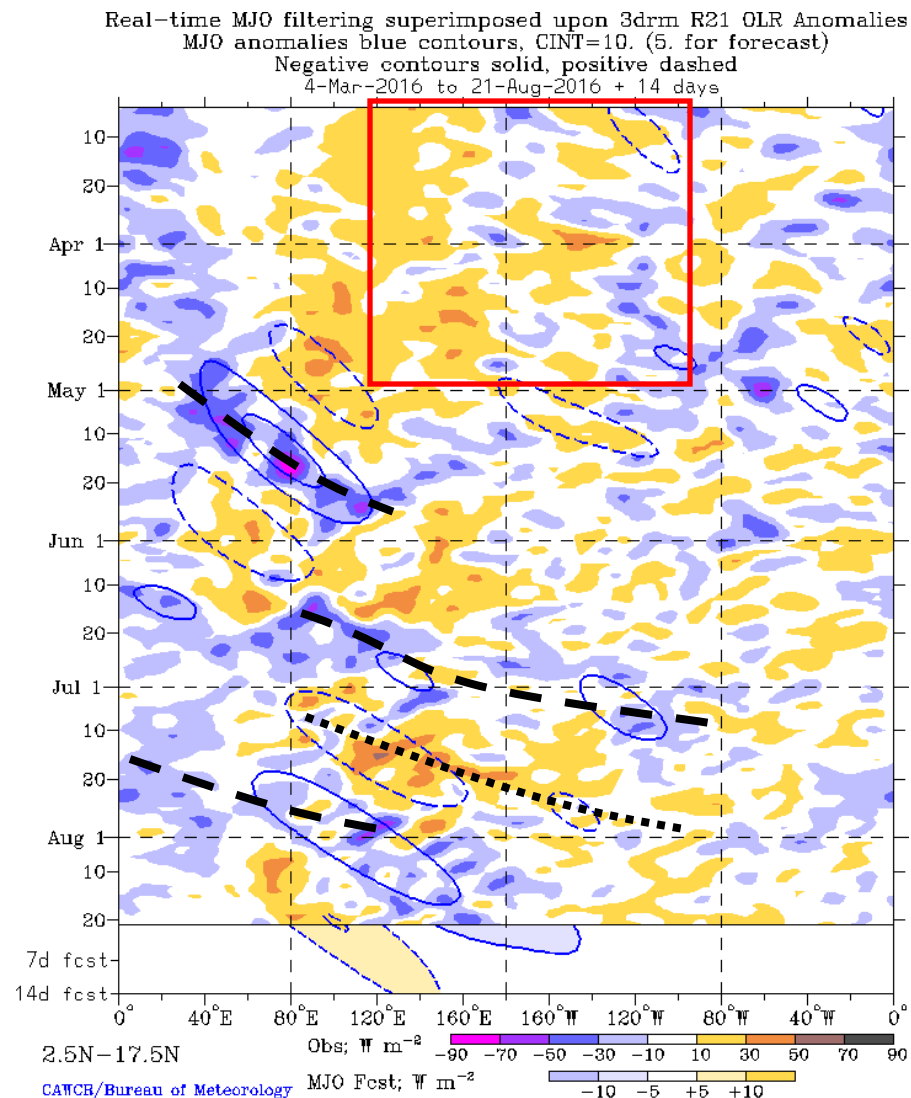 Real-time MJO filtering superimposed upon 3drm R21 OLR Anomalies
MJO anomalies blue contours, CINT=10. (5. for forecast)
Negative contours solid, positive dashed
4-Mar-2016 to 21-Aug-2016 + 14 days
10
20
Apr 1
10
20
May 1
10
20
Jun 1
10
20
Jul 1
10
20
Aug 1
10
20
7d fcst
14d fcst
0° 40°E 80°E 120°E 160°E 160°W 120°W 80°W 40°W 0°
2.5N-17.5N
Obs; W m⁻²
-90 -70 -50 -30 -10 10 30 50 70 90
CAWCR/Bureau of Meteorology
MJO Fcst; W m⁻²
-10 -5 +5 +10